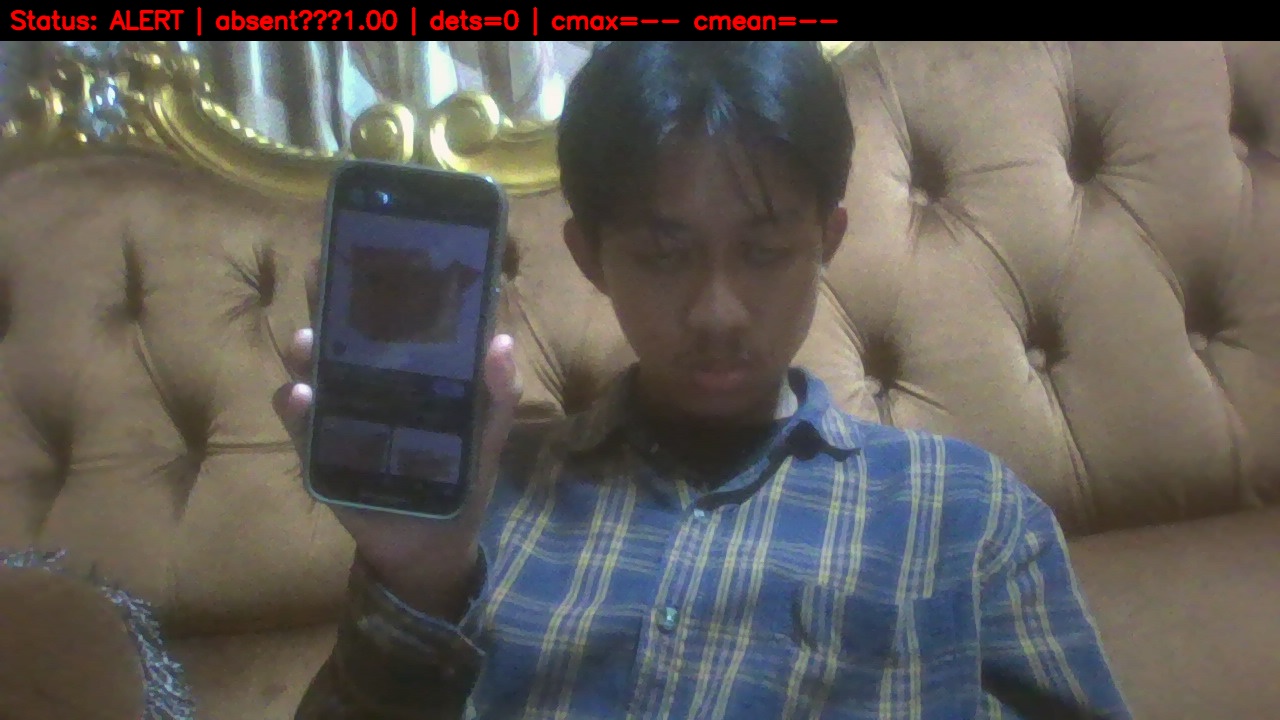 Status: ALERT | absent???1.00 | dets=0 | cmax=-- cmean=--